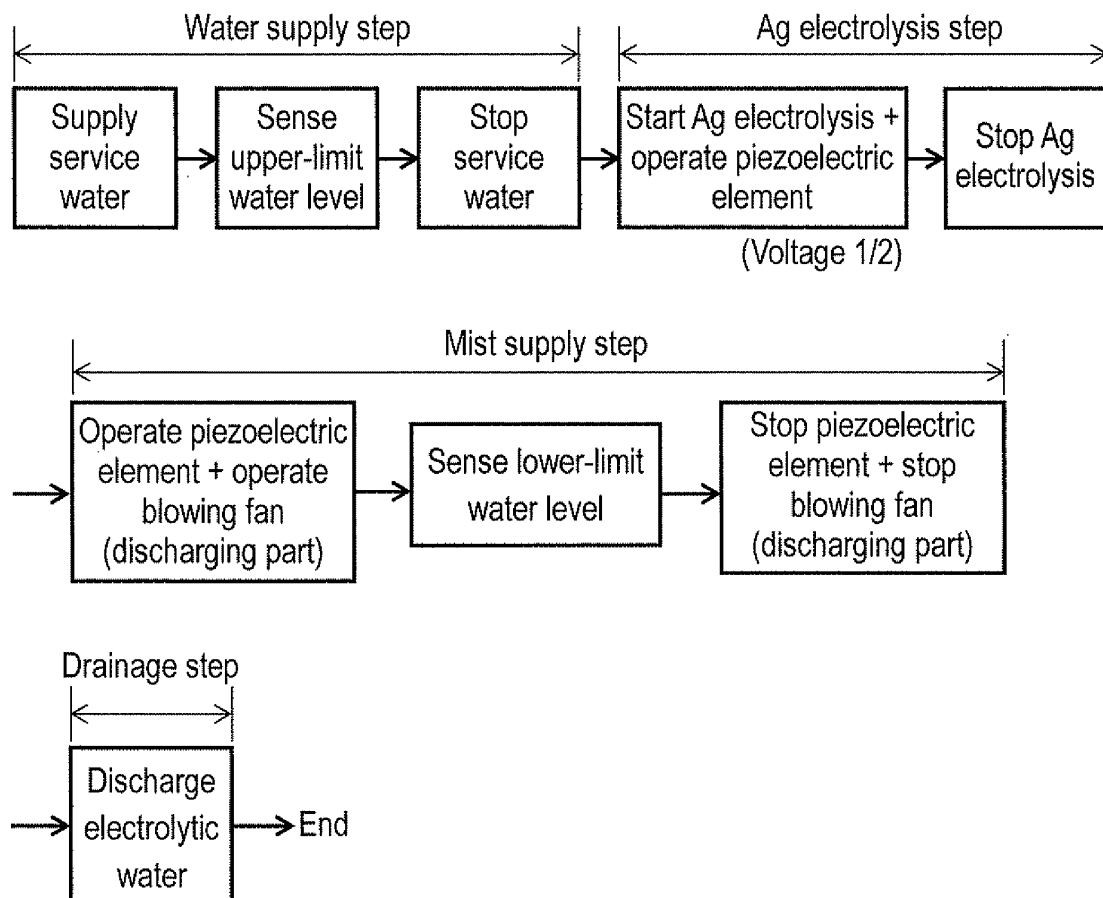 Water supply step
Ag electrolysis step
Supply
service
water
Sense
upper-limit
water level
Stop
service
water
Start Ag electrolysis +
operate piezoelectric
element
Stop Ag
electrolysis
(Voltage 1/2)
Mist supply step
Operate piezoelectric
element + operate
blowing fan
(discharging part)
Sense lower-limit
water level
Stop piezoelectric
element + stop
blowing fan
(discharging part)
Drainage step
Discharge
electrolytic
water
End